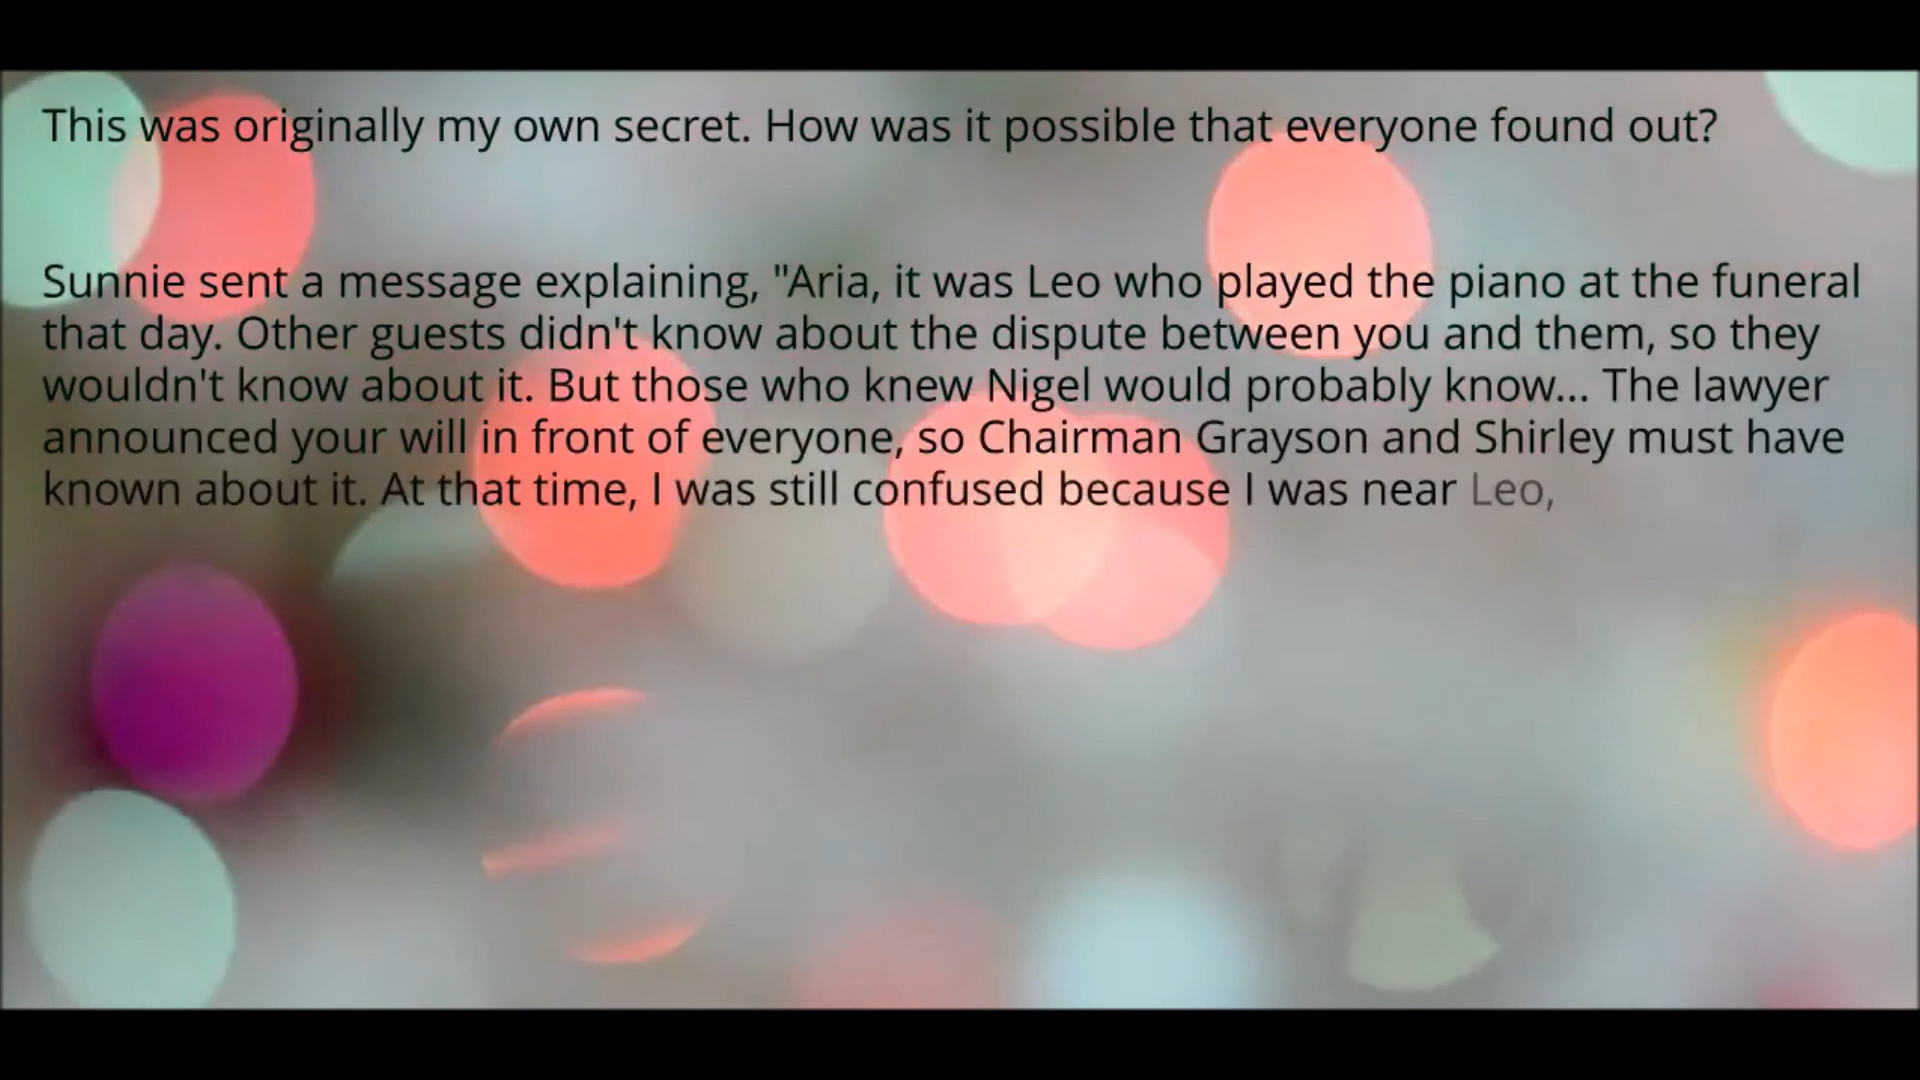 This was originally my own secret. How was it possible that everyone found out?
Sunnie sent a message explaining, "Aria, it was Leo who played the piano at the funeral
that day. Other guests didn't know about the dispute between you and them, so they
wouldn't know about it. But those who knew Nigel would probably know... The lawyer
announced your will in front of everyone, so Chairman Grayson and Shirley must have
known about it. At that time, I was still confused because I was near Leo,